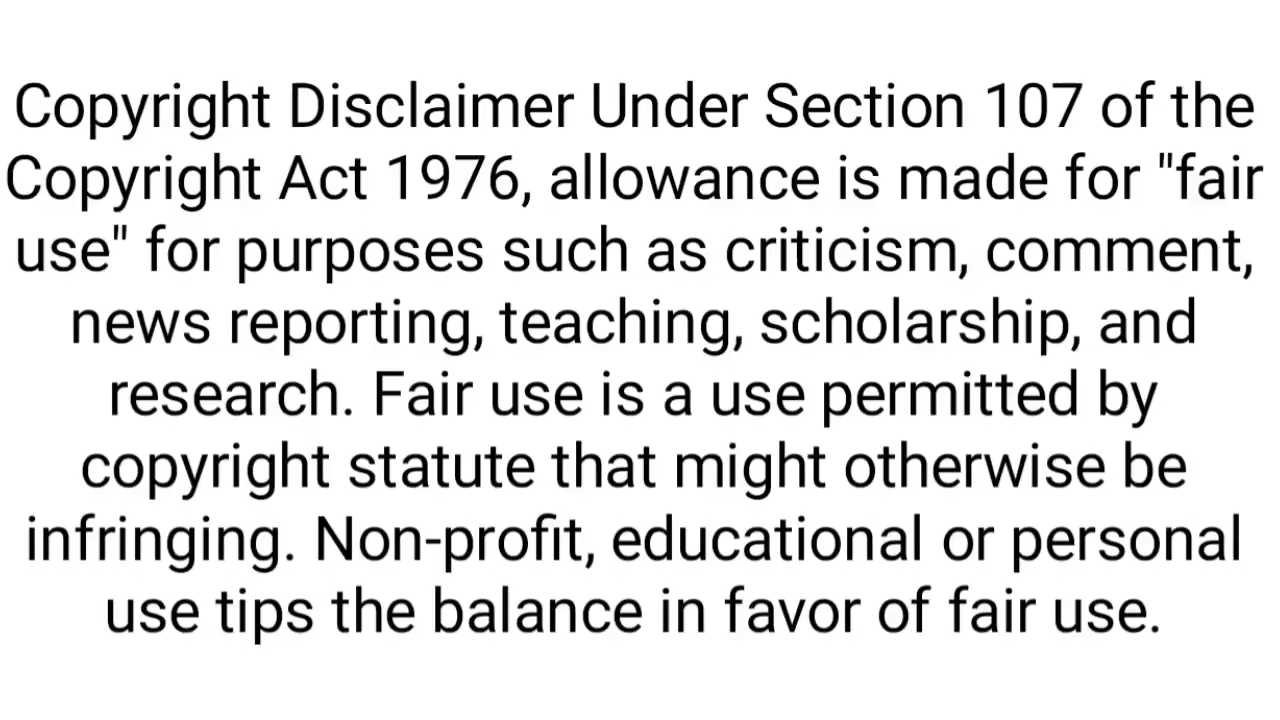 Copyright Disclaimer Under Section 107 of the
Copyright Act 1976, allowance is made for "fair
use" for purposes such as criticism, comment,
news reporting, teaching, scholarship, and
research. Fair use is a use permitted by
copyright statute that might otherwise be
infringing. Non-profit, educational or personal
use tips the balance in favor of fair use.